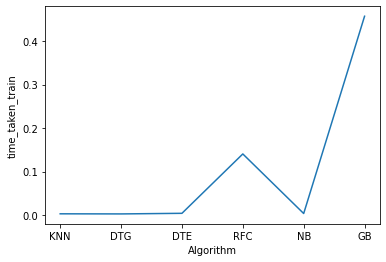 time_taken_train
0.4
0.3
0.2
0.1
0.0
KNN DTG DTE RFC NB GB
Algorithm